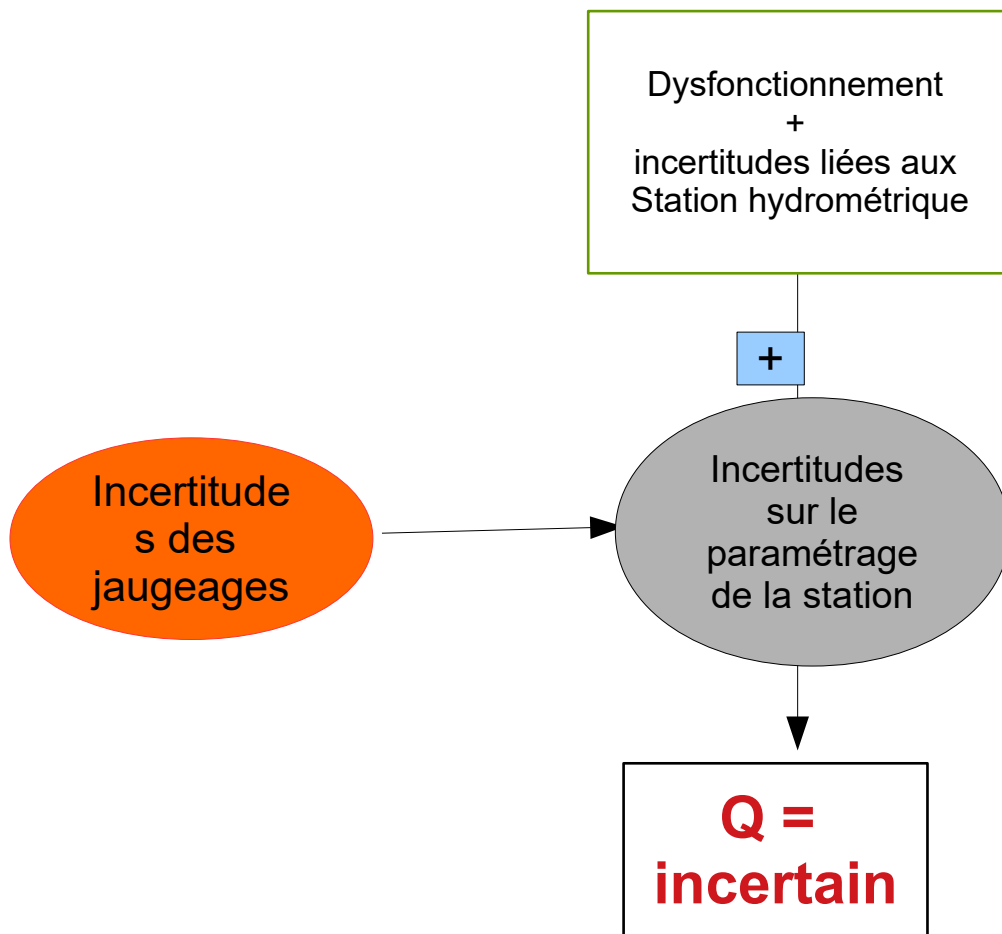 Dysfonctionnement
+
incertitudes liées aux
Station hydrométrique
+
Incertitude
s des
jaugeages
Incertitudes
sur le
paramétrage
de la station
Q =
incertain